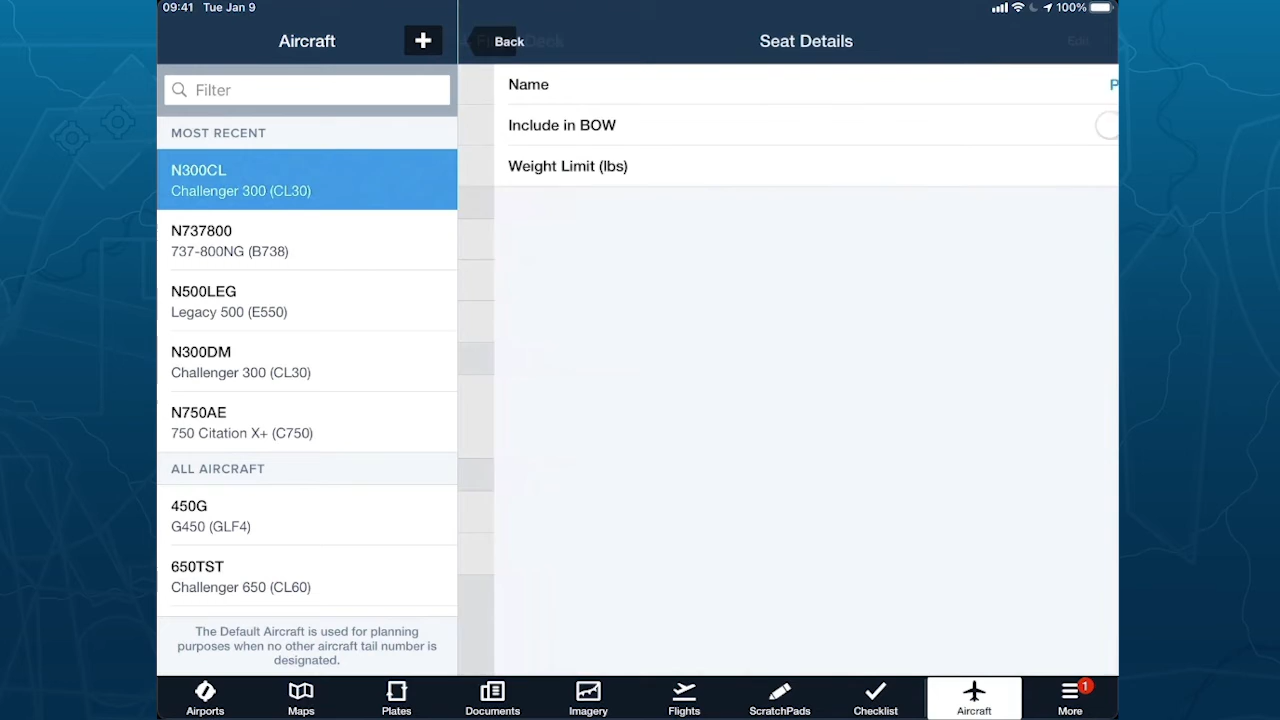 09:41 Tue Jan 9
100%
Aircraft
+
Back
Seat Details
Edit
Filter
Name
P
Include in BOW
Weight Limit (lbs)
MOST RECENT
N300CL
Challenger 300 (CL30)
N737800
737-800NG (B738)
N500LEG
Legacy 500 (E550)
N300DM
Challenger 300 (CL30)
N750AE
750 Citation X+ (C750)
ALL AIRCRAFT
450G
G450 (GLF4)
650TST
Challenger 650 (CL60)
The Default Aircraft is used for planning
purposes when no other aircraft tail number is
designated.
Airports
Maps
Plates
Documents
Imagery
Flights
ScratchPads
Checklist
Aircraft
More
1